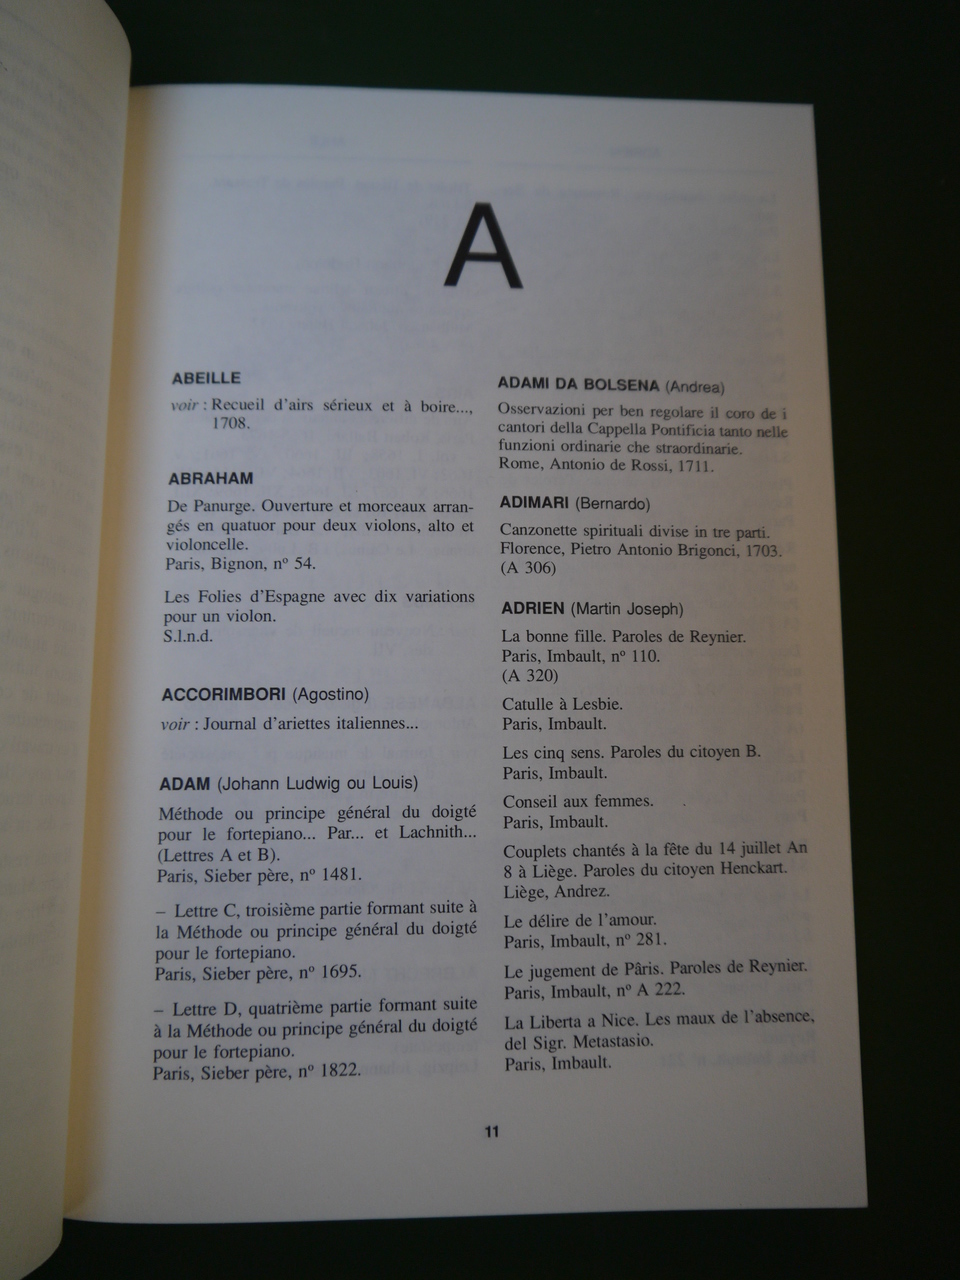 A
ABEILLE
voir : Recueil d'airs sérieux et à boire...,
1708.
ABRAHAM
De Panurge. Ouverture et morceaux arran-
gés en quatuor pour deux violons, alto et
violoncelle.
Paris, Bignon, nº 54.
Les Folies d'Espagne avec dix variations
pour un violon.
S.l.n.d.
ACCORIMBORI (Agostino)
voir : Journal d'ariettes italiennes...
ADAM (Johann Ludwig ou Louis)
Méthode ou principe général du doigté
pour le fortepiano... Par... et Lachnith...
(Lettres A et B).
Paris, Sieber père, nº 1481.
– Lettre C, troisième partie formant suite à
la Méthode ou principe général du doigté
pour le fortepiano.
Paris, Sieber père, nº 1695.
– Lettre D, quatrième partie formant suite
à la Méthode ou principe général du doigté
pour le fortepiano.
Paris, Sieber père, nº 1822.
ADAMI DA BOLSENA (Andrea)
Osservazioni per ben regolare il coro de i
cantori della Cappella Pontificia tanto nelle
funzioni ordinarie che straordinarie.
Rome, Antonio de Rossi, 1711.
ADIMARI (Bernardo)
Canzonette spirituali divise in tre parti.
Florence, Pietro Antonio Brigonci, 1703.
(A 306)
ADRIEN (Martin Joseph)
La bonne fille. Paroles de Reynier.
Paris, Imbault, nº 110.
(A 320)
Catulle à Lesbie.
Paris, Imbault.
Les cinq sens. Paroles du citoyen B.
Paris, Imbault.
Conseil aux femmes.
Paris, Imbault.
Couplets chantés à la fête du 14 juillet An
8 à Liège. Paroles du citoyen Henckart.
Liège, Andrez.
Le délire de l'amour.
Paris, Imbault, nº 281.
Le jugement de Pâris. Paroles de Reynier.
Paris, Imbault, nº A 222.
La Liberta a Nice. Les maux de l'absence,
del Sigr. Metastasio.
Paris, Imbault.
11